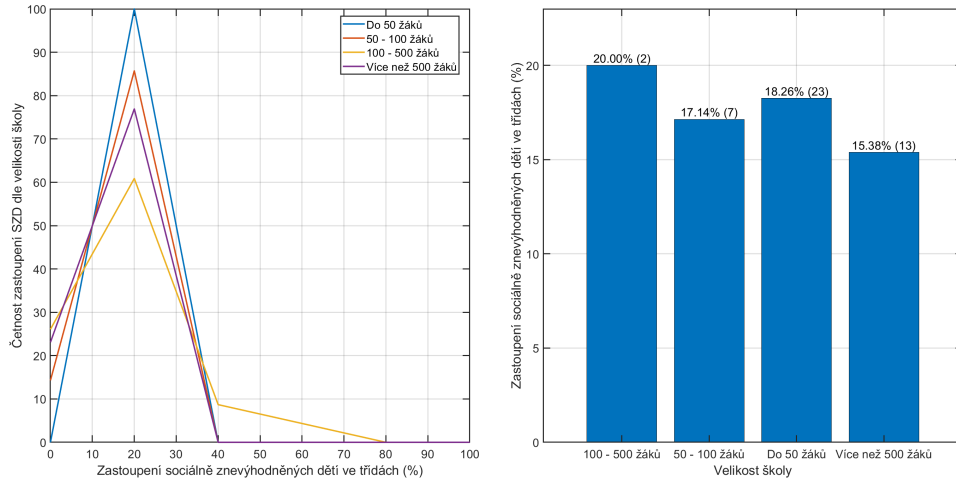 100
90
80
70
60
50
40
30
20
10
0
Četnost zastoupení SZD dle velikosti školy
Do 50 žáků
50 - 100 žáků
100 - 500 žáků
Více než 500 žáků
0 10 20 30 40 50 60 70 80 90 100
Zastoupení sociálně znevýhodněných dětí ve třídách (%)
Zastoupení sociálně znevýhodněných dětí ve třídách (%)
20
15
10
5
0
20.00% (2)
17.14% (7)
18.26% (23)
15.38% (13)
100 - 500 žáků 50 - 100 žáků Do 50 žáků Více než 500 žáků
Velikost školy